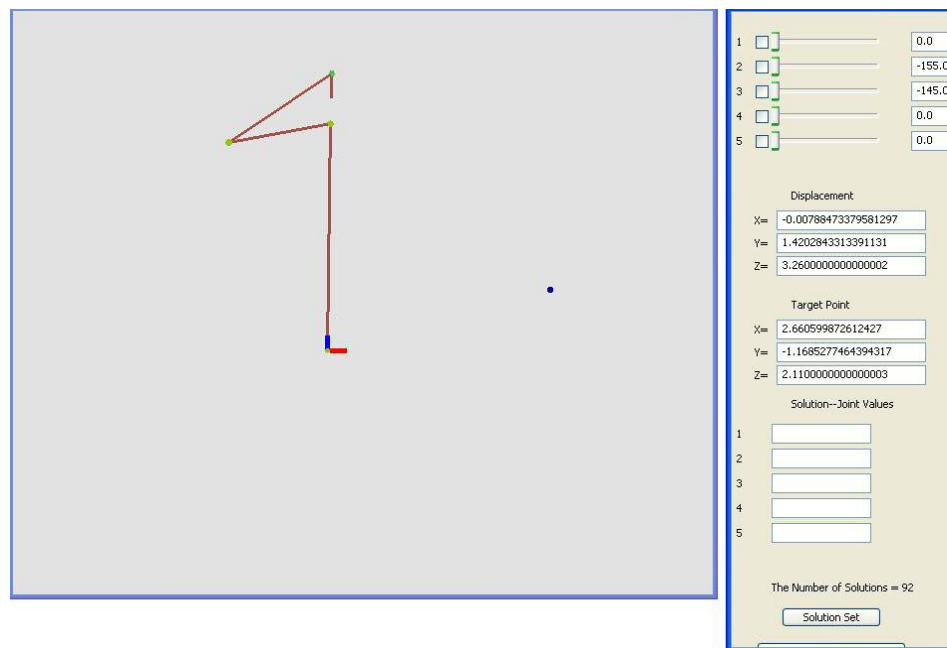 1 0.0
2 -155.0
3 -145.0
4 0.0
5 0.0
Displacement
X= -0.00788473379581297
Y= 1.4202843313391131
Z= 3.2600000000000002
Target Point
X= 2.660599872612427
Y= -1.1685277464394317
Z= 2.1100000000000003
Solution--Joint Values
1
2
3
4
5
The Number of Solutions = 92
Solution Set